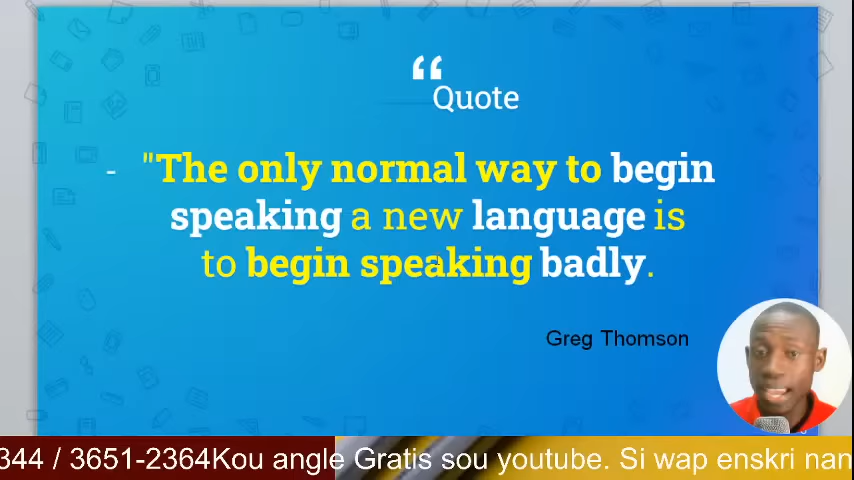 “
Quote
- "The only normal way to begin
speaking a new language is
to begin speaking badly.
Greg Thomson
344 / 3651-2364Kou angle Gratis sou youtube. Si wap enskri nan